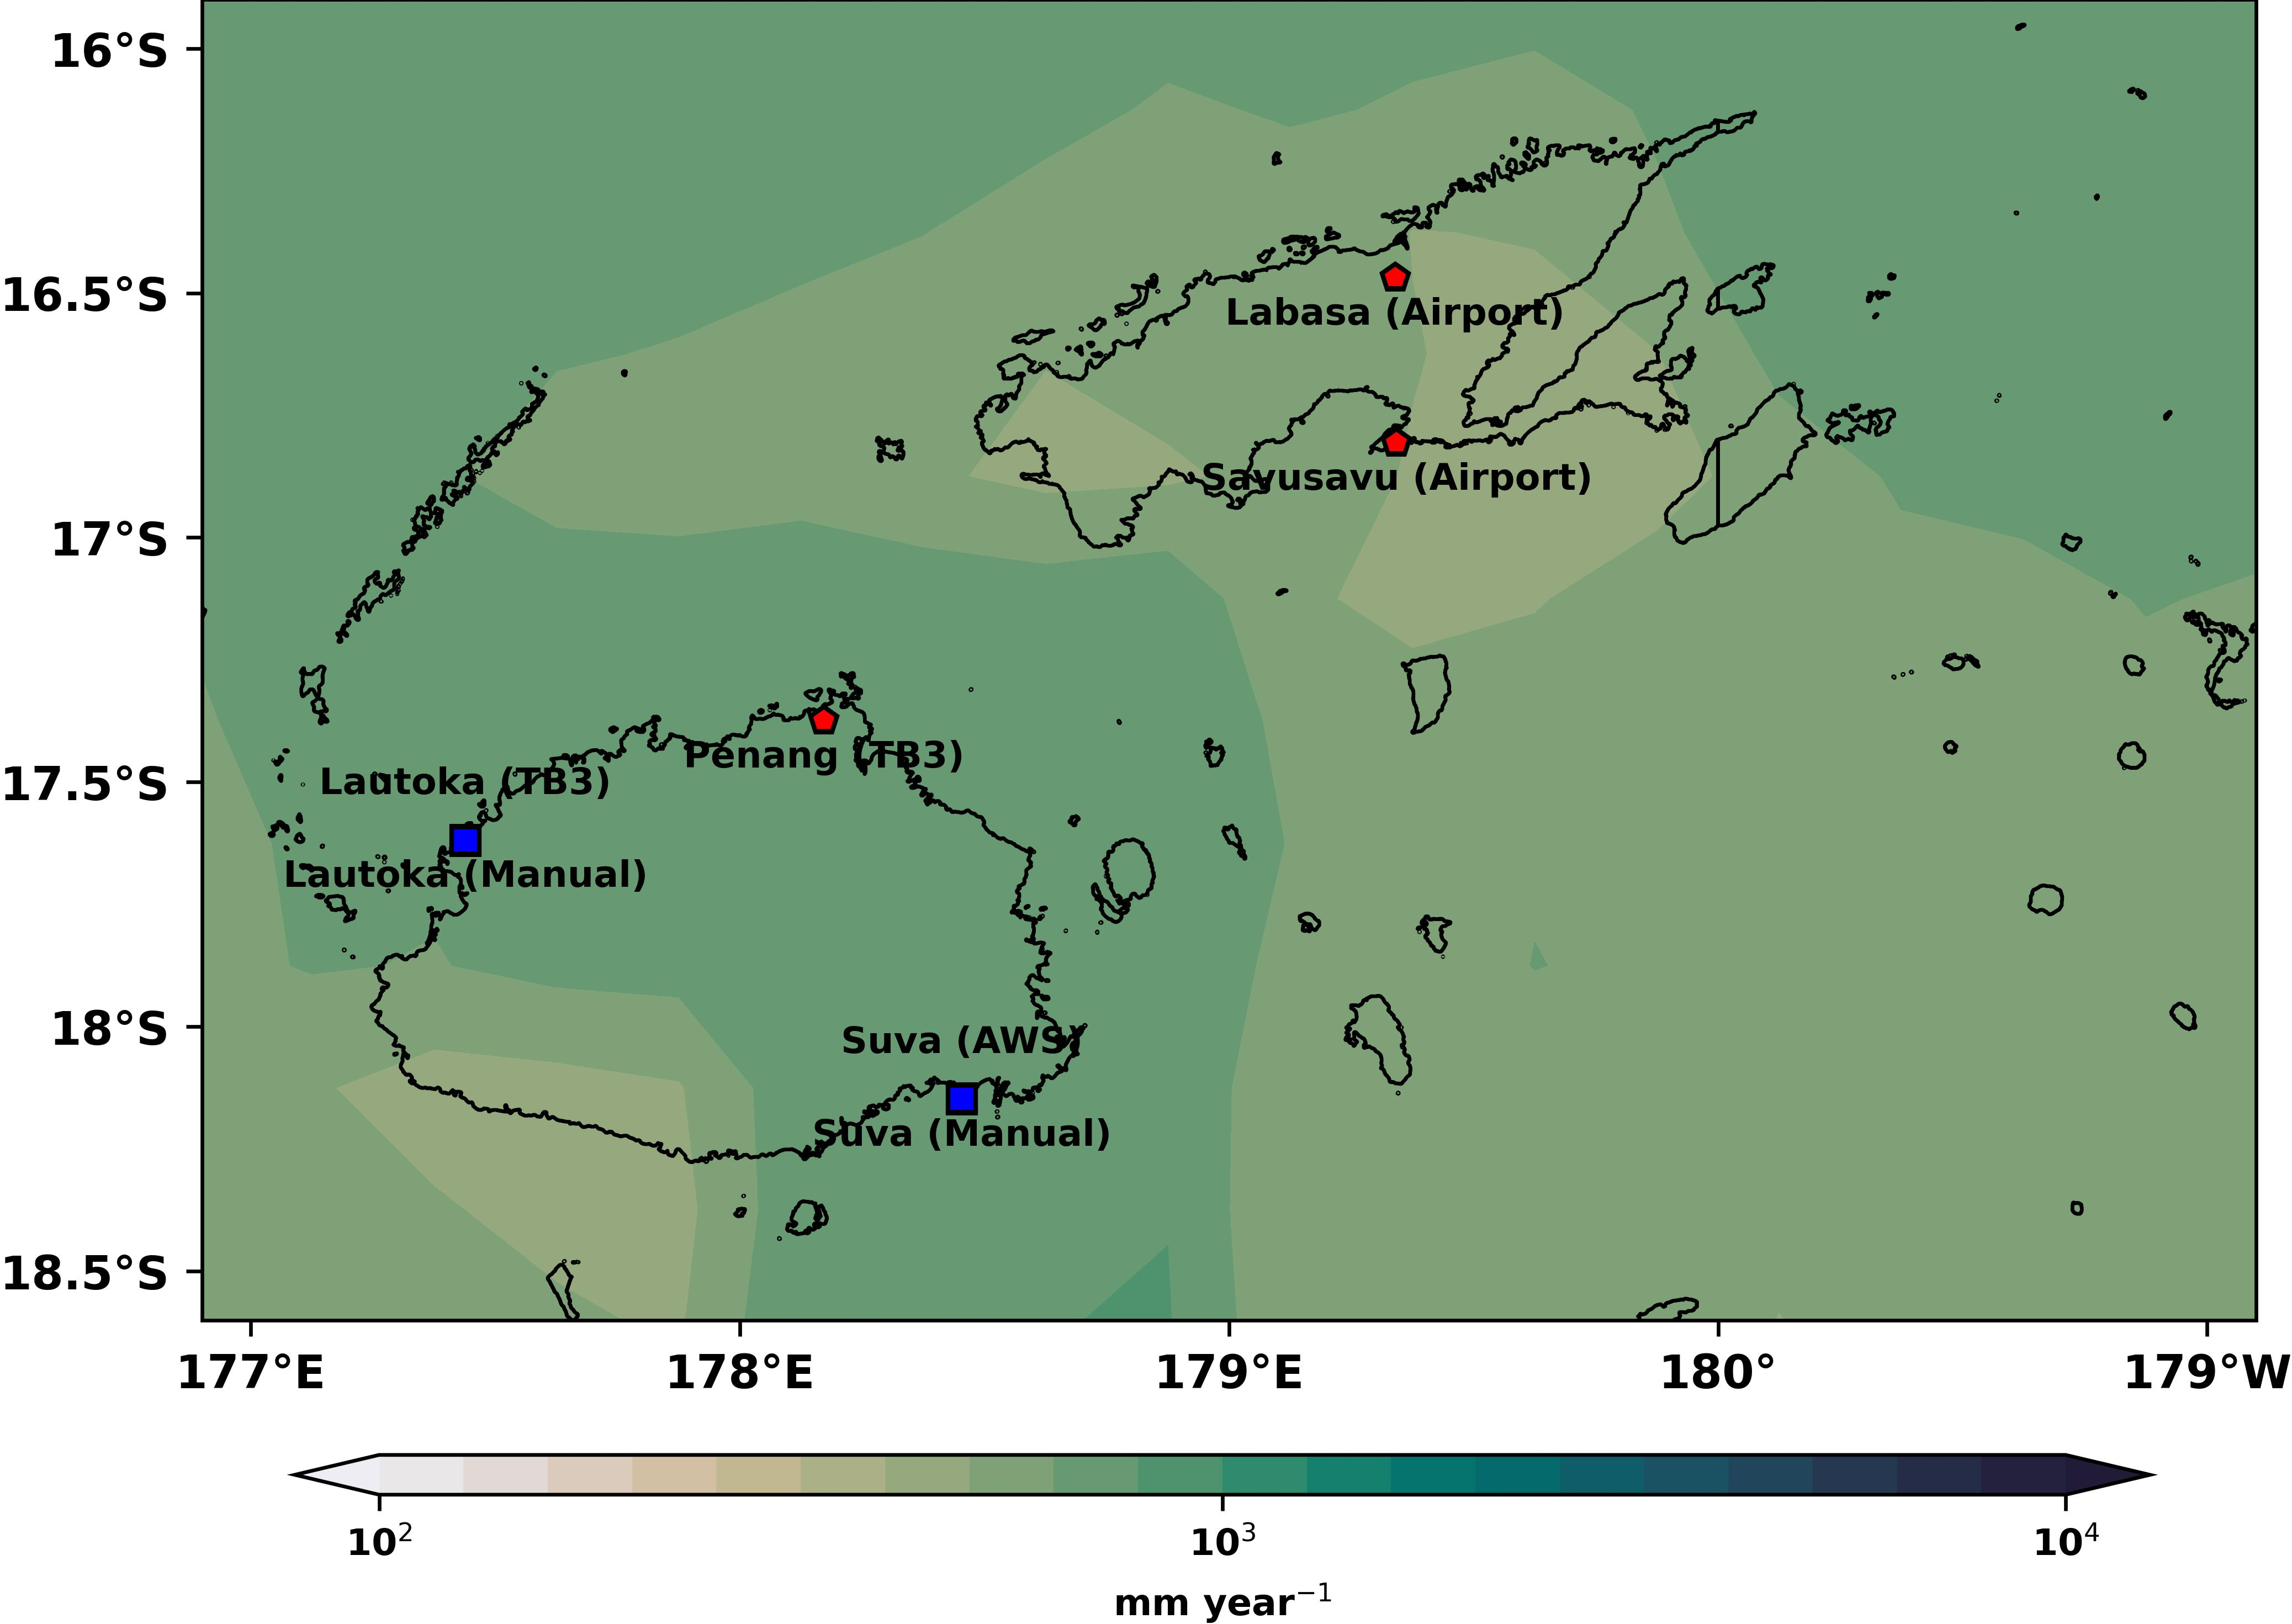 16°S
16.5°S
Labasa (Airport)
Savusavu (Airport)
17°S
Penang (TB3)
17.5°S
Lautoka (TB3)
Lautoka (Manual)
18°S
Suva (AWS)
Suva (Manual)
18.5°S
177°E 178°E 179°E 180° 179°W
10² 10³ 10⁴
mm year⁻¹